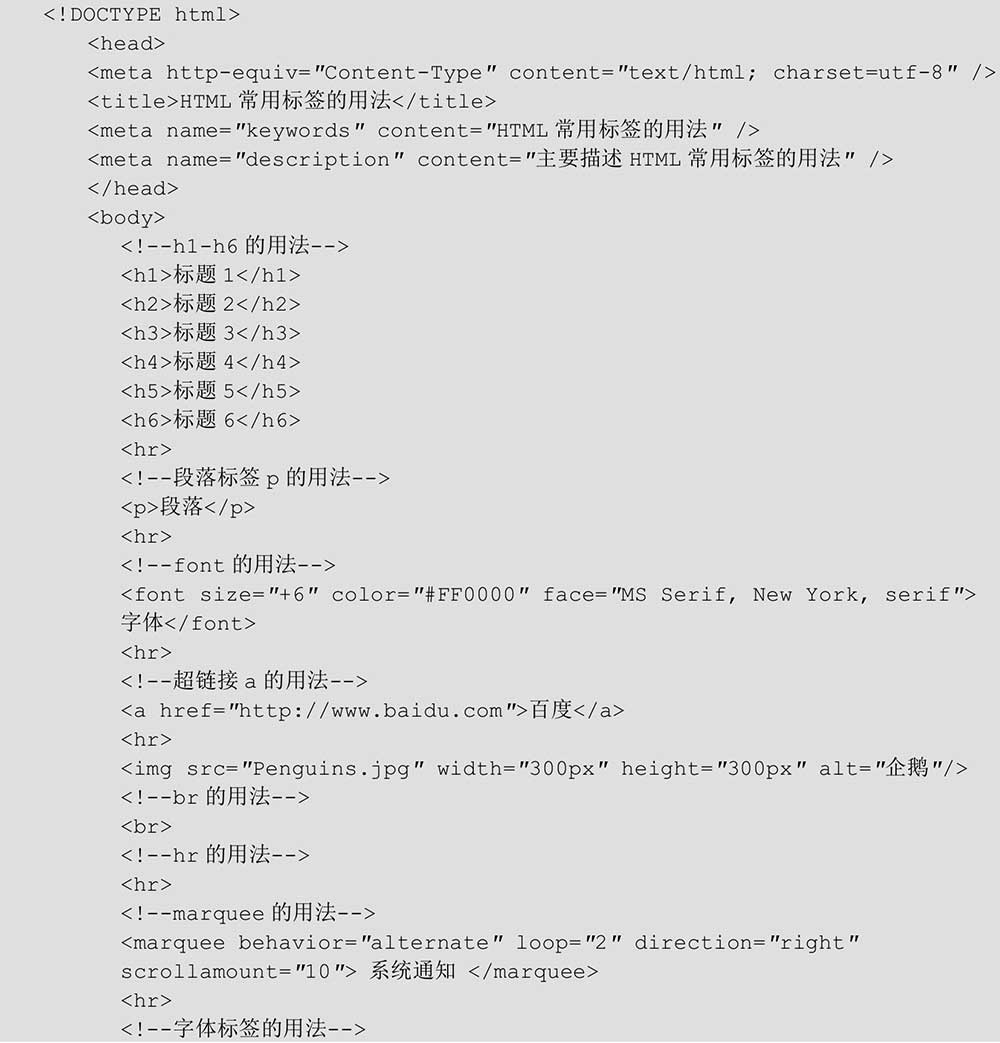 <!DOCTYPE html>
<head>
<meta http-equiv="Content-Type" content="text/html; charset=utf-8" />
<title>HTML 常用标签的用法</title>
<meta name="keywords" content="HTML 常用标签的用法" />
<meta name="description" content="主要描述 HTML 常用标签的用法" />
</head>
<body>
<!--h1-h6 的用法-->
<h1>标题 1</h1>
<h2>标题 2</h2>
<h3>标题 3</h3>
<h4>标题 4</h4>
<h5>标题 5</h5>
<h6>标题 6</h6>
<hr>
<!--段落标签 p 的用法-->
<p>段落</p>
<hr>
<!--font 的用法-->
<font size="+6" color="#FF0000" face="MS Serif, New York, serif">
字体</font>
<hr>
<!--超链接 a 的用法-->
<a href="http://www.baidu.com">百度</a>
<hr>
<img src="Penguins.jpg" width="300px" height="300px" alt="企鹅"/>
<!--br 的用法-->
<br>
<!--hr 的用法-->
<hr>
<!--marquee 的用法-->
<marquee behavior="alternate" loop="2" direction="right"
scrollamount="10"> 系统通知 </marquee>
<hr>
<!--字体标签的用法-->